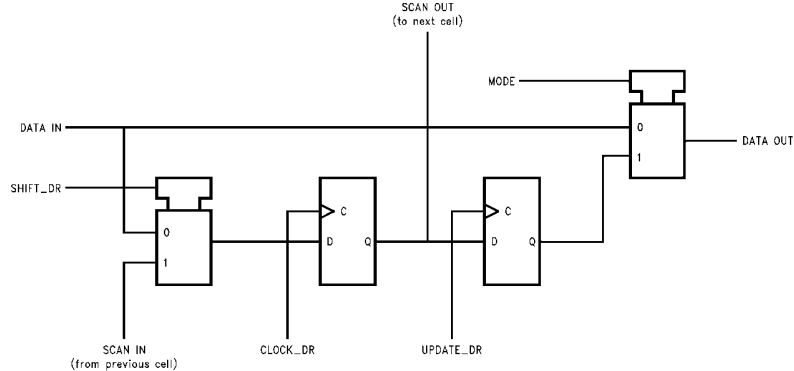 SCAN OUT
(to next cell)
MODE
DATA IN
0
1
DATA OUT
SHIFT_DR
0
1
C
D
Q
C
D
Q
SCAN IN
(from previous cell)
CLOCK_DR
UPDATE_DR